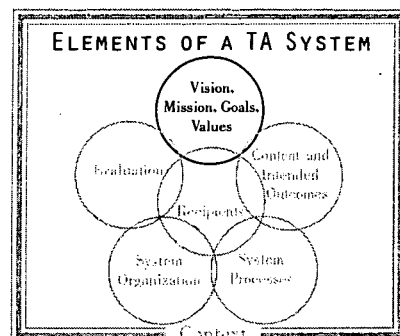 ELEMENTS OF A TA SYSTEM
Vision,
Mission, Goals,
Values
Evaluation
Content and
Intended
Outcomes
Recipients
System
Organization
System
Processes
Context